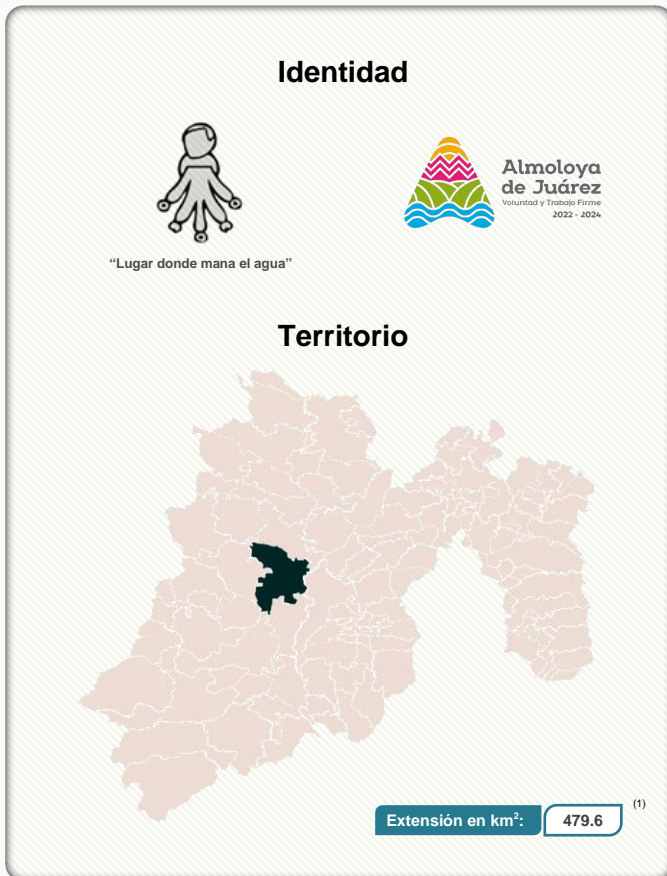 Identidad
“Lugar donde mana el agua”
Almoloya
de Juárez
Voluntad y Trabajo Firme
2022 - 2024
Territorio
(1)
Extensión en km²: 479.6